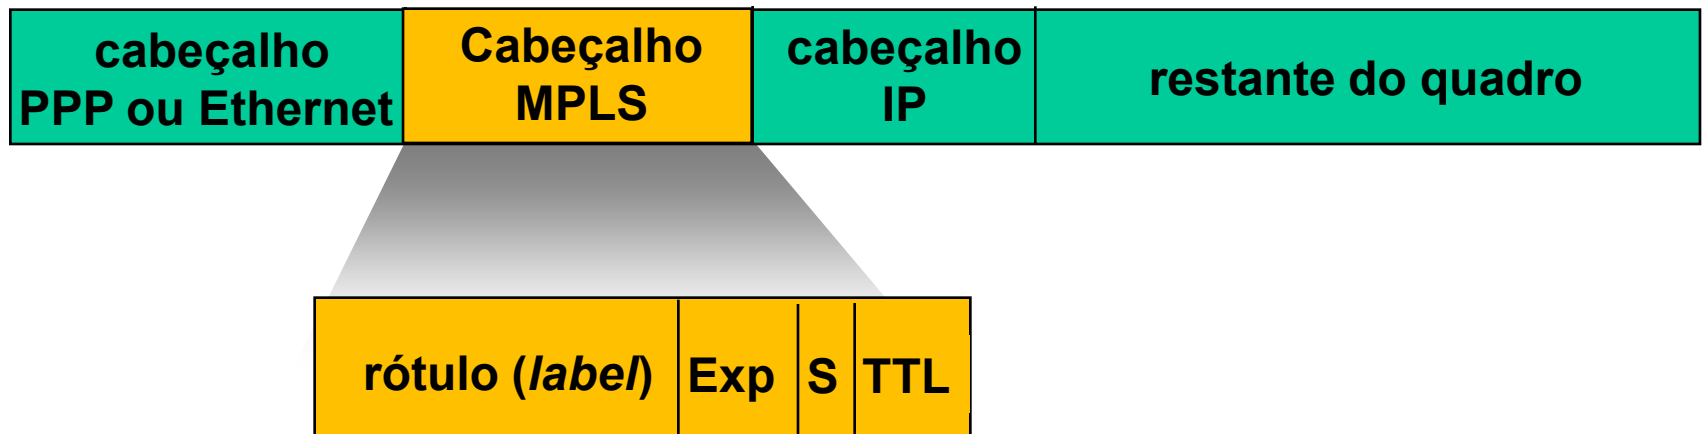 cabeçalho
PPP ou Ethernet
Cabeçalho
MPLS
cabeçalho
IP
restante do quadro
rótulo (label)
Exp
S
TTL